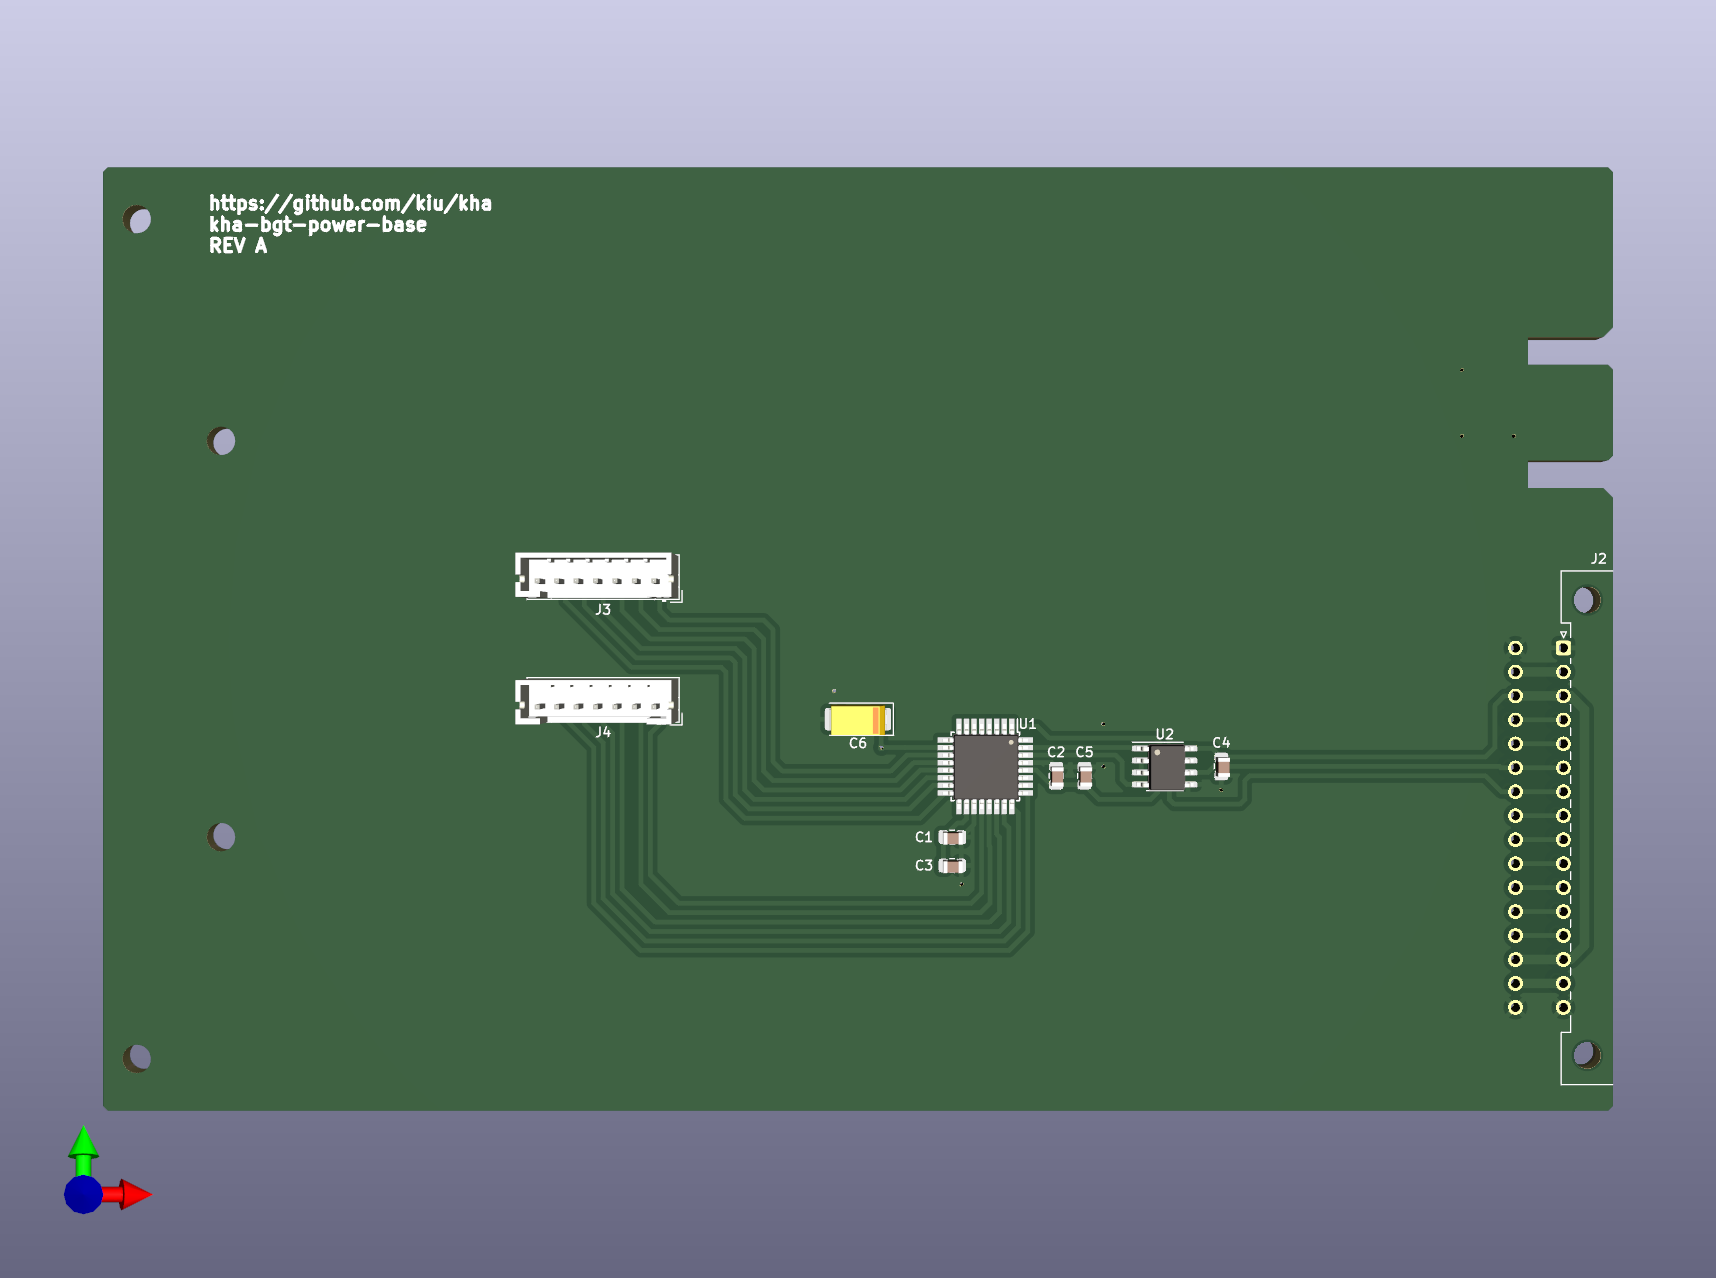 https://github.com/kiu/kha
kha-bgt-power-base
REV A
J2
J3
J4
C6
U1
U2
C2
C5
C4
C1
C3